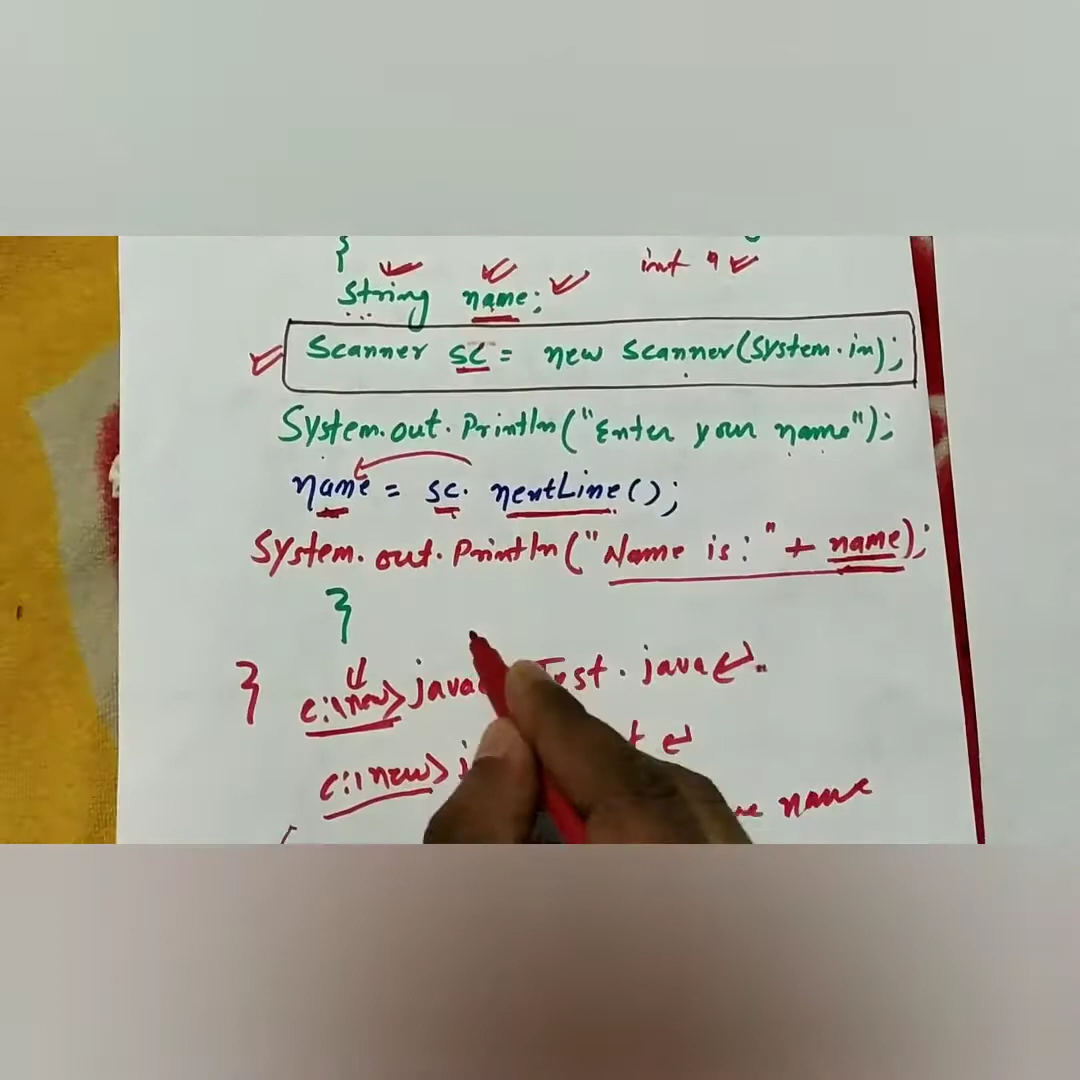 } int a
String name;
Scanner sc = new Scanner(System.in);
System.out.Println("Enter your name");
name = sc. nextLine();
System.out.Println("Name is:" + name);
}
} c:\new> java Test.java
c:\new>
name